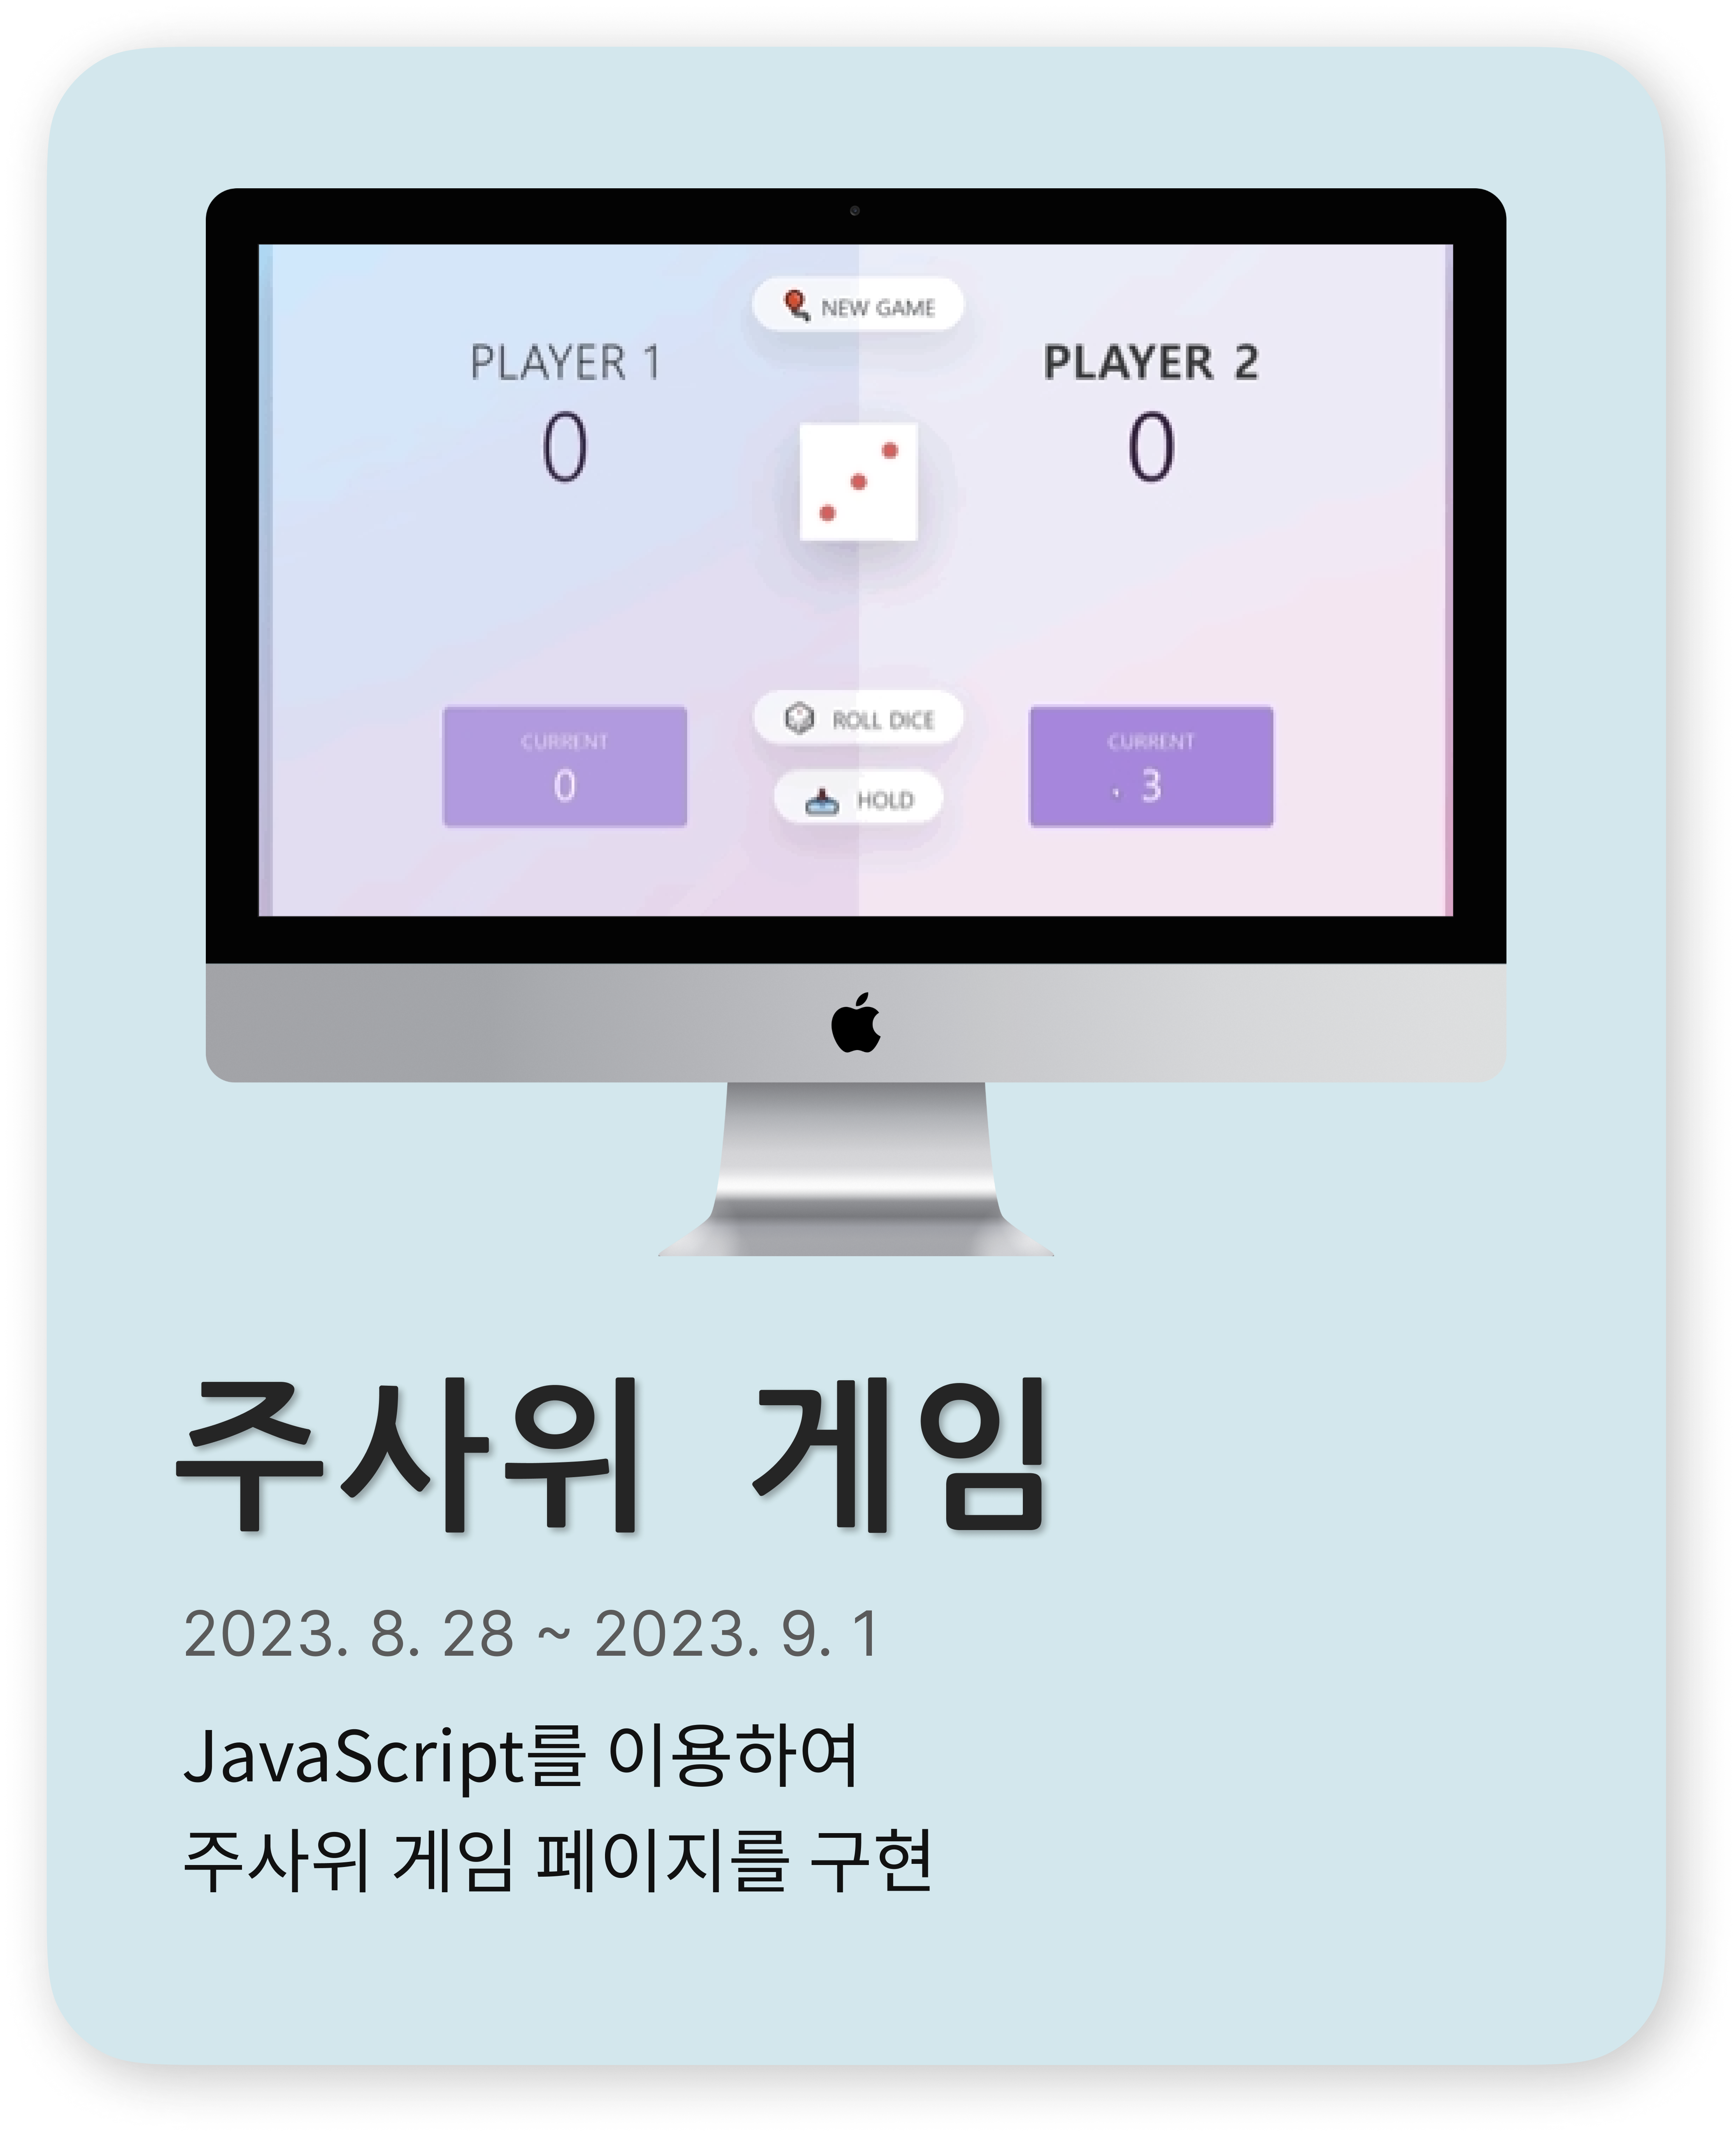 NEW GAME
PLAYER 1
PLAYER 2
0
0
ROLL DICE
CURRENT
0
CURRENT
3
HOLD
주사위 게임
2023. 8. 28 ~ 2023. 9. 1
JavaScript를 이용하여
주사위 게임 페이지를 구현